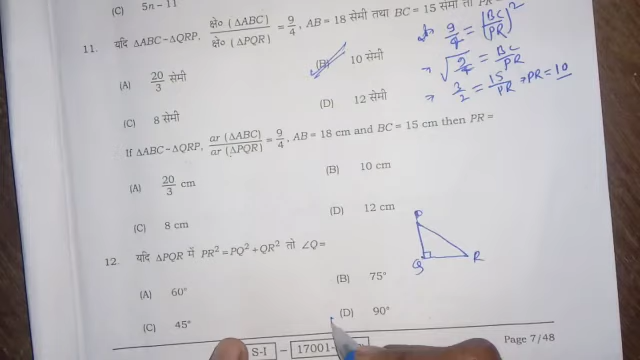 (C) 5n – 11
11. यदि ΔABC ~ ΔQRP, क्षे० (ΔABC) / क्षे० (ΔPQR) = 9/4, AB = 18 सेमी तथा BC = 15 सेमी तो PR
(A) 20/3 सेमी
(B) 10 सेमी
(C) 8 सेमी
(D) 12 सेमी
9/4 = (BC/PR)²
√9/4 = BC/PR
3/2 = 15/PR → PR = 10
If ΔABC ~ ΔQRP, ar (ΔABC) / ar (ΔPQR) = 9/4, AB = 18 cm and BC = 15 cm then PR =
(A) 20/3 cm
(B) 10 cm
(C) 8 cm
(D) 12 cm
P
Q R
12. यदि ΔPQR में PR² = PQ² + QR² तो ∠Q =
(A) 60°
(B) 75°
(C) 45°
(D) 90°
S-I – 17001-
Page 7/48